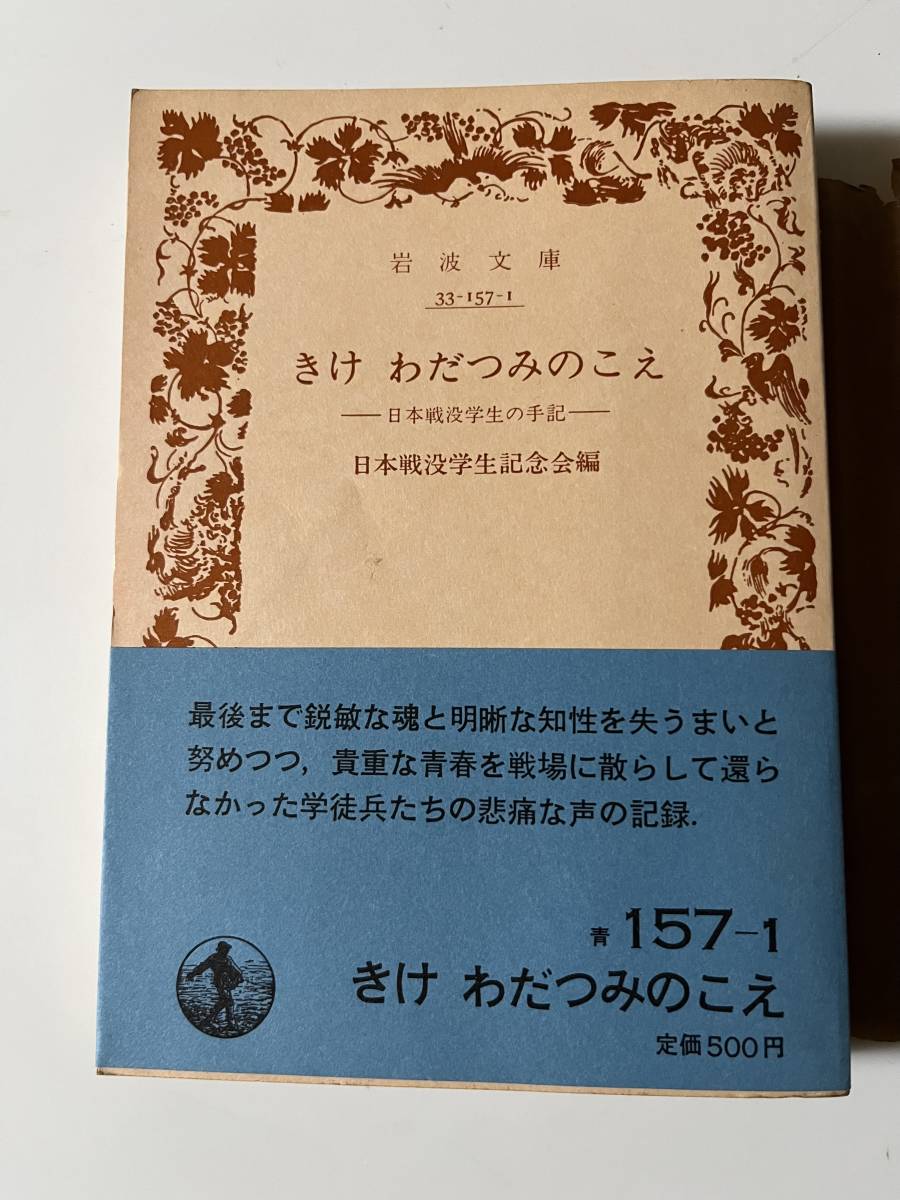 岩波文庫
33-157-1
きけ わだつみのこえ
──日本戦没学生の手記──
日本戦没学生記念会編
最後まで鋭敏な魂と明晰な知性を失うまいと
努めつつ,貴重な青春を戦場に散らして還ら
なかった学徒兵たちの悲痛な声の記録.
青 157-1
きけ わだつみのこえ
定価500円